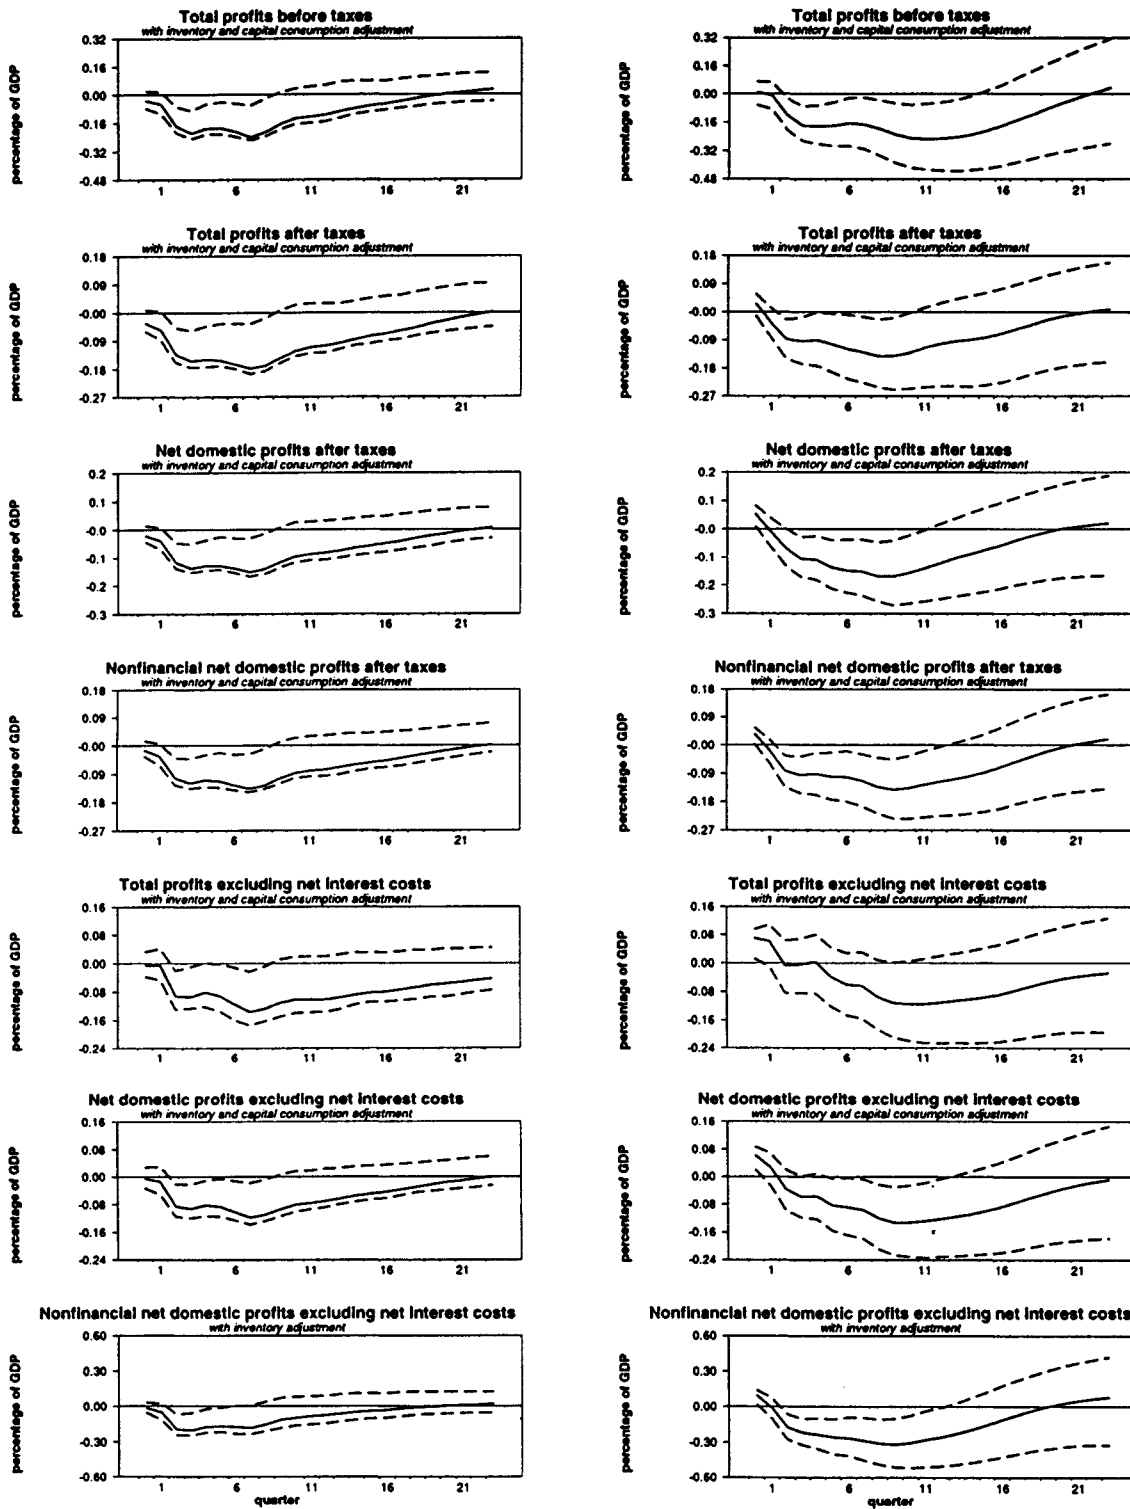 Total profits before taxes
with inventory and capital consumption adjustment
percentage of GDP
0.32
0.16
0.00
-0.16
-0.32
-0.48
1 6 11 16 21
Total profits before taxes
with inventory and capital consumption adjustment
percentage of GDP
0.32
0.16
0.00
-0.16
-0.32
-0.48
1 6 11 16 21
Total profits after taxes
with inventory and capital consumption adjustment
percentage of GDP
0.18
0.09
-0.00
-0.09
-0.18
-0.27
1 6 11 16 21
Total profits after taxes
with inventory and capital consumption adjustment
percentage of GDP
0.18
0.09
-0.00
-0.09
-0.18
-0.27
1 6 11 16 21
Net domestic profits after taxes
with inventory and capital consumption adjustment
percentage of GDP
0.2
0.1
-0.0
-0.1
-0.2
-0.3
1 6 11 16 21
Net domestic profits after taxes
with inventory and capital consumption adjustment
percentage of GDP
0.2
0.1
-0.0
-0.1
-0.2
-0.3
1 6 11 16 21
Nonfinancial net domestic profits after taxes
with inventory and capital consumption adjustment
percentage of GDP
0.18
0.09
-0.00
-0.09
-0.18
-0.27
1 6 11 16 21
Nonfinancial net domestic profits after taxes
with inventory and capital consumption adjustment
percentage of GDP
0.18
0.09
-0.00
-0.09
-0.18
-0.27
1 6 11 16 21
Total profits excluding net interest costs
with inventory and capital consumption adjustment
percentage of GDP
0.16
0.08
0.00
-0.08
-0.16
-0.24
1 6 11 16 21
Total profits excluding net interest costs
with inventory and capital consumption adjustment
percentage of GDP
0.16
0.08
0.00
-0.08
-0.16
-0.24
1 6 11 16 21
Net domestic profits excluding net interest costs
with inventory and capital consumption adjustment
percentage of GDP
0.16
0.08
0.00
-0.08
-0.16
-0.24
1 6 11 16 21
Net domestic profits excluding net interest costs
with inventory and capital consumption adjustment
percentage of GDP
0.16
0.08
0.00
-0.08
-0.16
-0.24
1 6 11 16 21
Nonfinancial net domestic profits excluding net interest costs
with inventory adjustment
percentage of GDP
0.60
0.30
0.00
-0.30
-0.60
1 6 11 16 21
quarter
Nonfinancial net domestic profits excluding net interest costs
with inventory adjustment
percentage of GDP
0.60
0.30
0.00
-0.30
-0.60
1 6 11 16 21
quarter